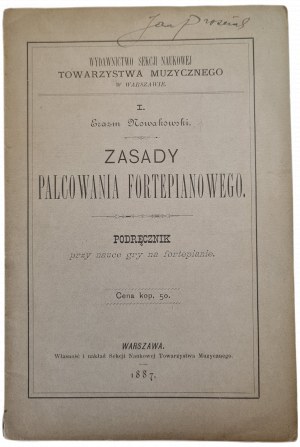 WYDAWNICTWO SEKCJI NAUKOWEJ
TOWARZYSTWA MUZYCZNEGO
W WARSZAWIE.
I.
Erazm Nowakowski.
ZASADY
PALCOWANIA FORTEPIANOWEGO.
PODRĘCZNIK
przy nauce gry na fortepianie.
Cena kop. 50.
WARSZAWA.
Własność i nakład Sekcji Naukowej Towarzystwa Muzycznego.
1887.